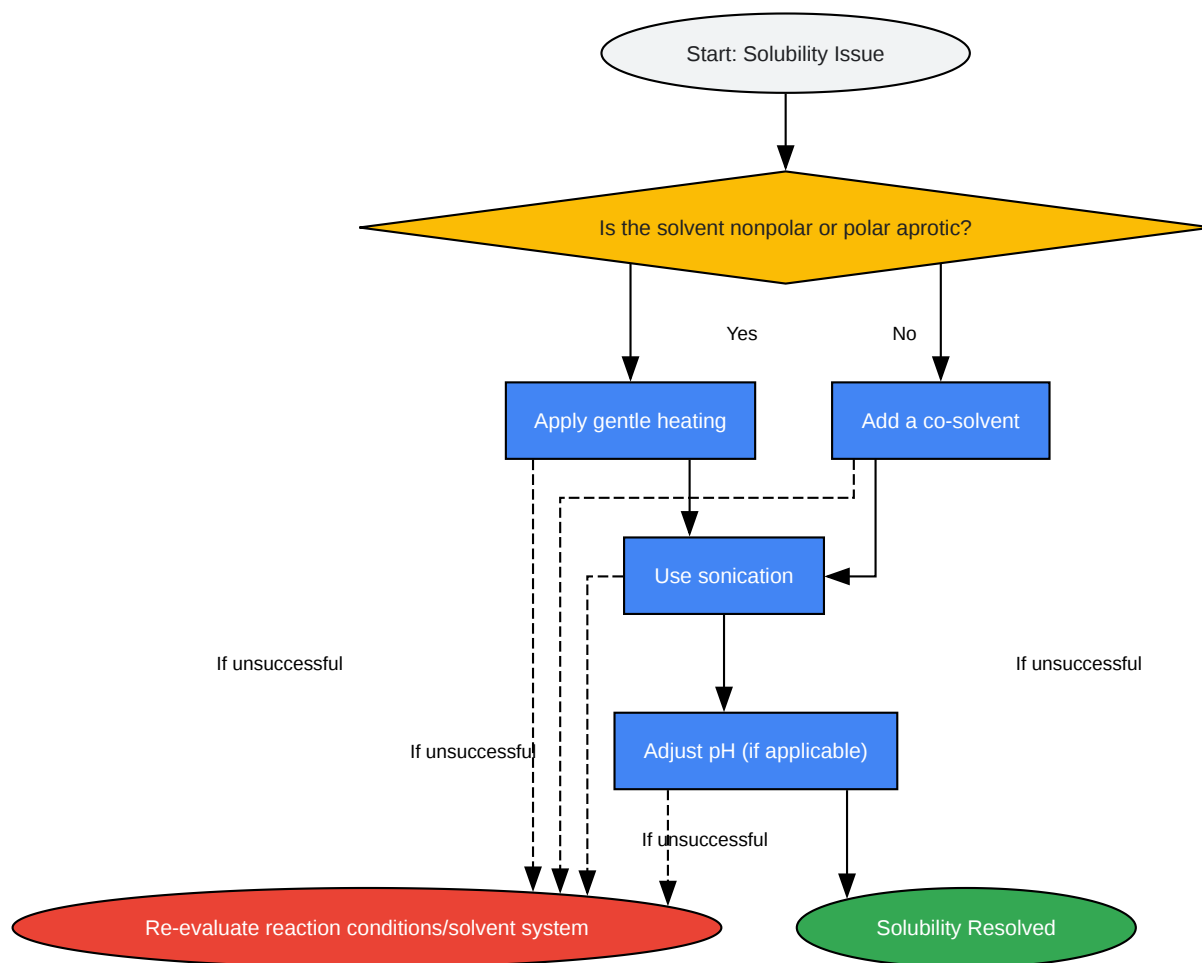 Start: Solubility Issue
Is the solvent nonpolar or polar aprotic?
Yes
No
Apply gentle heating
Add a co-solvent
Use sonication
If unsuccessful
If unsuccessful
Adjust pH (if applicable)
If unsuccessful
If unsuccessful
Re-evaluate reaction conditions/solvent system
Solubility Resolved